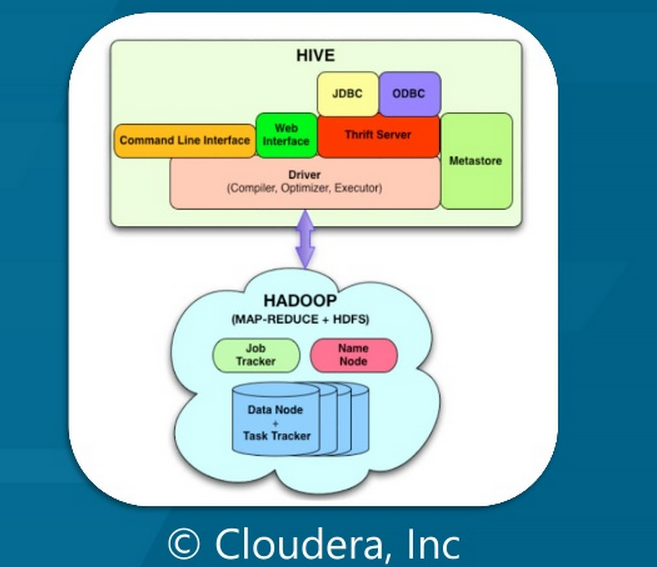 HIVE
JDBC
ODBC
Command Line Interface
Web
Interface
Thrift Server
Metastore
Driver
(Compiler, Optimizer, Executor)
HADOOP
(MAP-REDUCE + HDFS)
Job
Tracker
Name
Node
Data Node
+
Task Tracker
© Cloudera, Inc